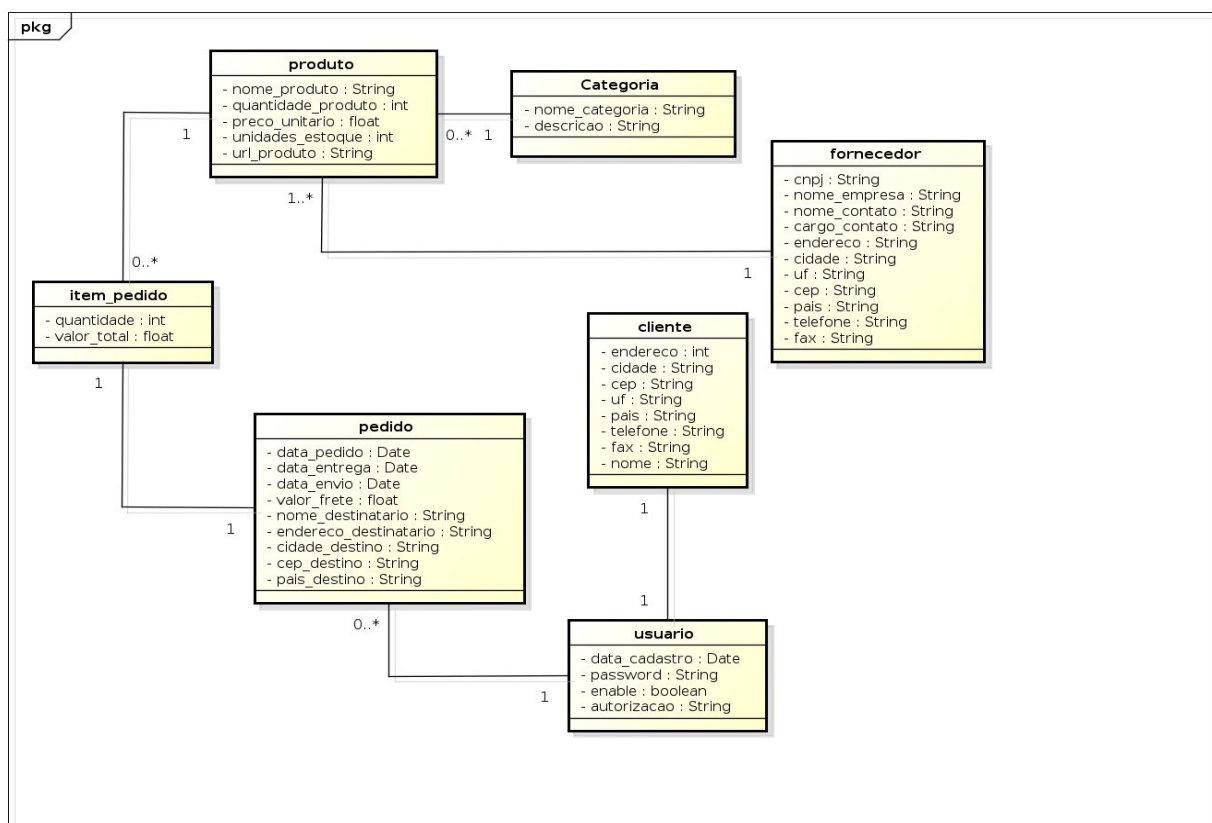 pkg
produto
- nome_produto : String
- quantidade_produto : int
- preco_unitario : float
- unidades_estoque : int
- url_produto : String
1
0..*
1
1..*
Categoria
- nome_categoria : String
- descricao : String
fornecedor
- cnpj : String
- nome_empresa : String
- nome_contato : String
- cargo_contato : String
- endereco : String
- cidade : String
- uf : String
- cep : String
- pais : String
- telefone : String
- fax : String
1
0..*
item_pedido
- quantidade : int
- valor_total : float
1
cliente
- endereco : int
- cidade : String
- cep : String
- uf : String
- pais : String
- telefone : String
- fax : String
- nome : String
1
1
pedido
- data_pedido : Date
- data_entrega : Date
- data_envio : Date
- valor_frete : float
- nome_destinatario : String
- endereco_destinatario : String
- cidade_destino : String
- cep_destino : String
- pais_destino : String
1
0..*
1
usuario
- data_cadastro : Date
- password : String
- enable : boolean
- autorizacao : String